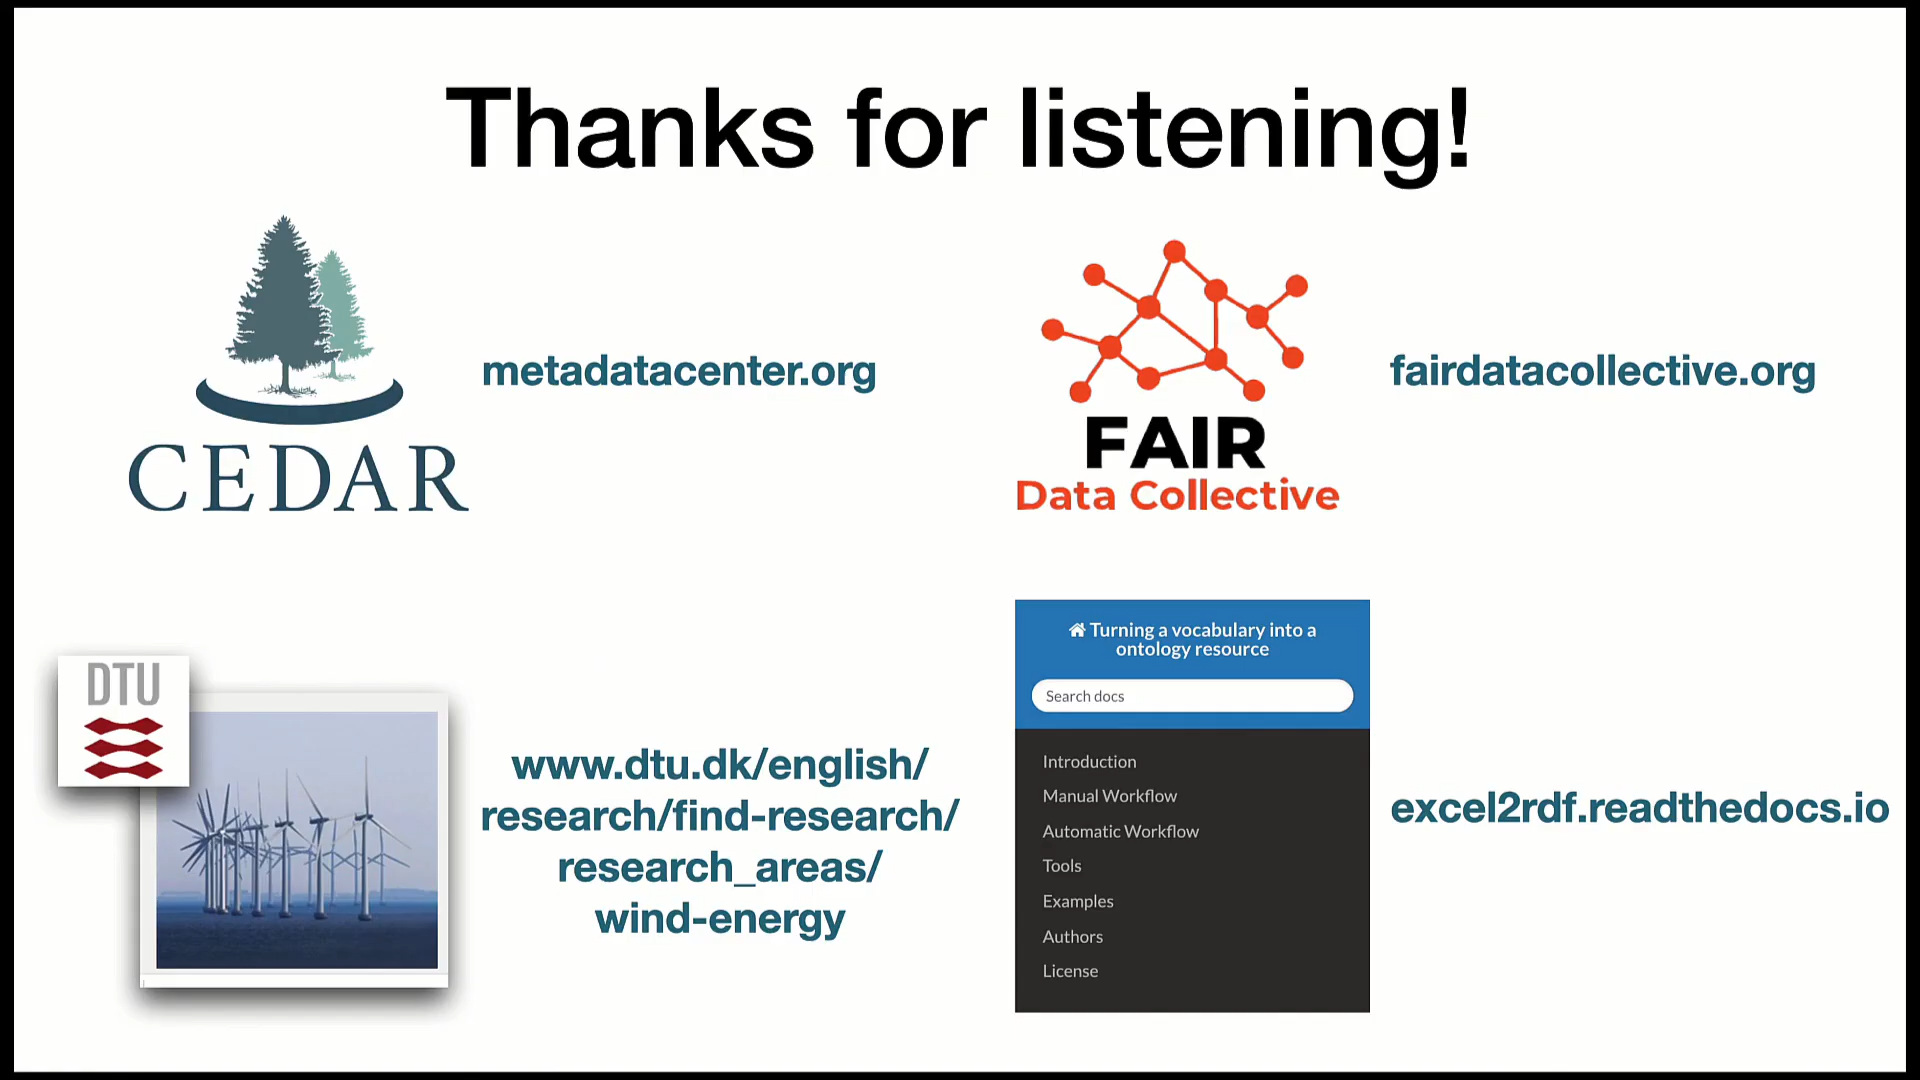 Thanks for listening!
CEDAR
metadatacenter.org
FAIR
Data Collective
fairdatacollective.org
DTU
www.dtu.dk/english/
research/find-research/
research_areas/
wind-energy
Turning a vocabulary into a
ontology resource
Search docs
Introduction
Manual Workflow
Automatic Workflow
Tools
Examples
Authors
License
excel2rdf.readthedocs.io